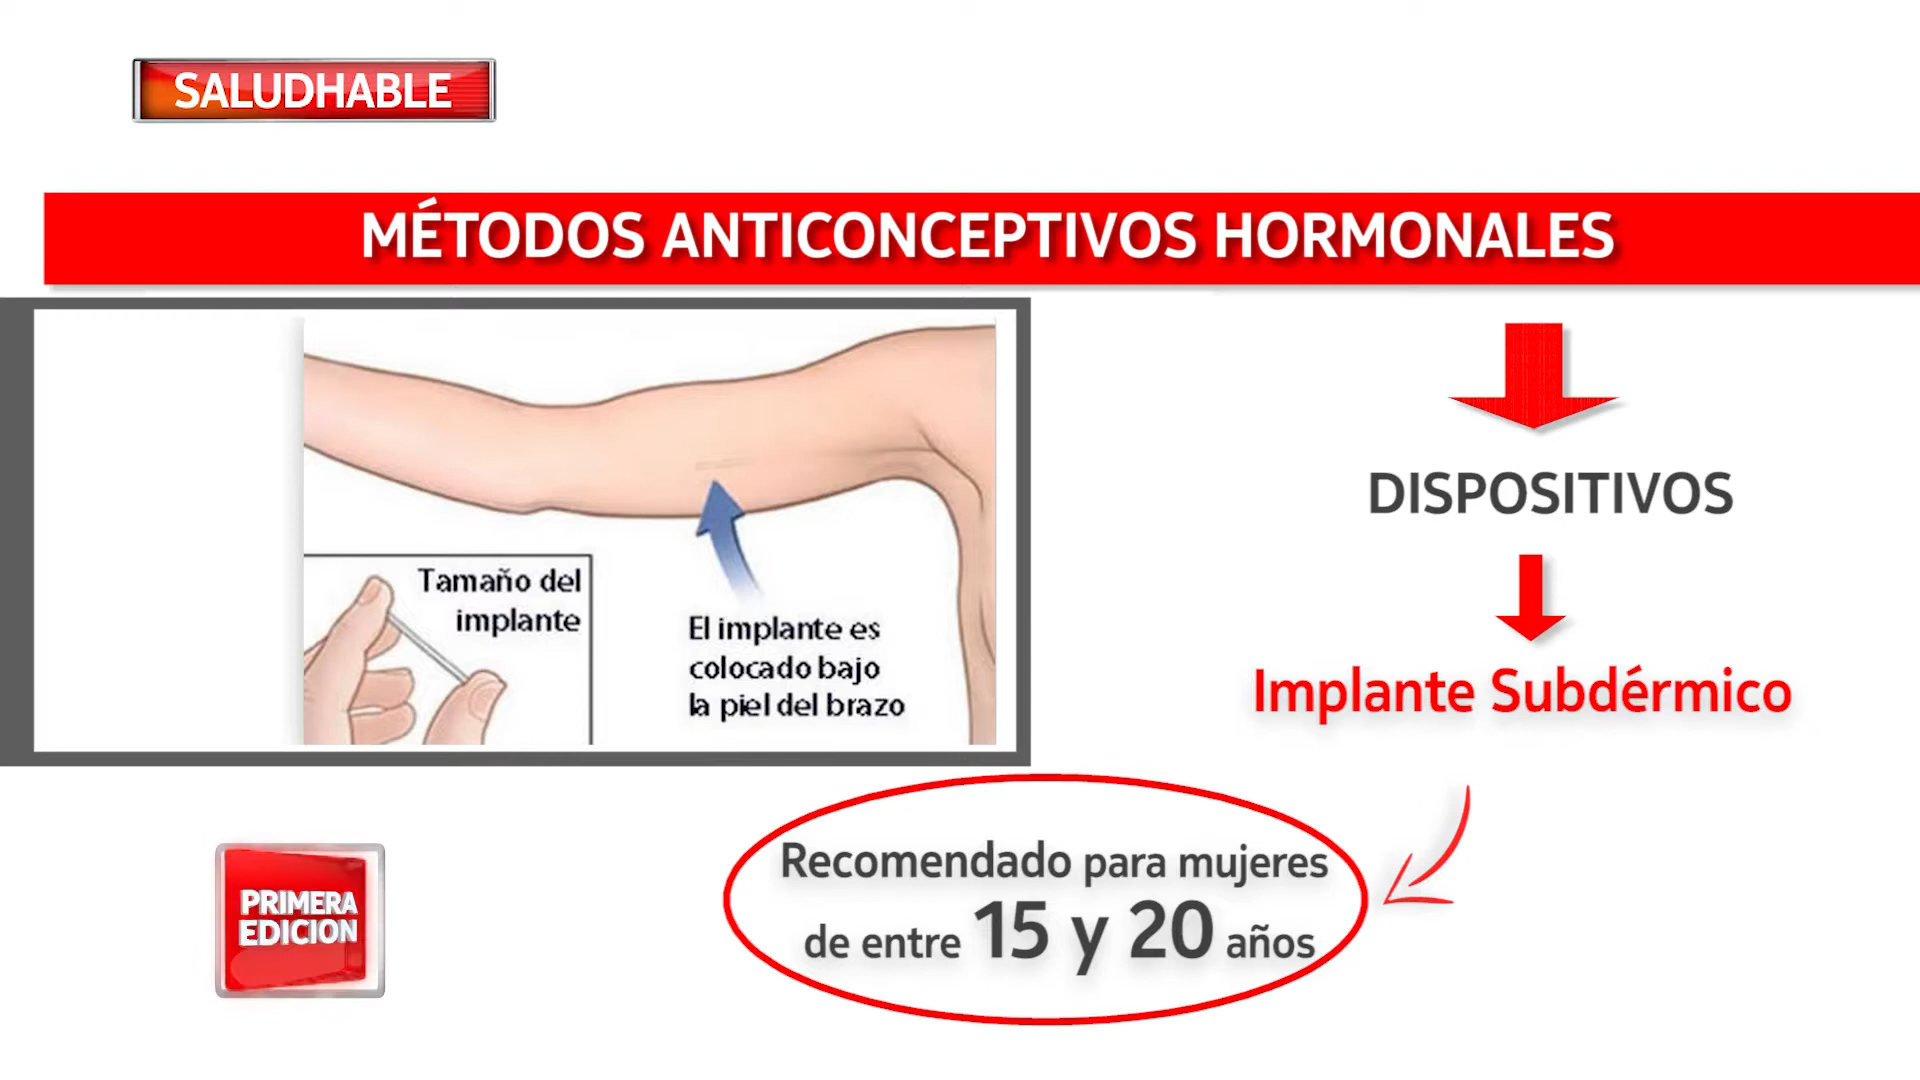 SALUDHABLE
MÉTODOS ANTICONCEPTIVOS HORMONALES
Tamaño del
implante
El implante es
colocado bajo
la piel del brazo
DISPOSITIVOS
Implante Subdérmico
Recomendado para mujeres
de entre 15 y 20 años
PRIMERA
EDICION